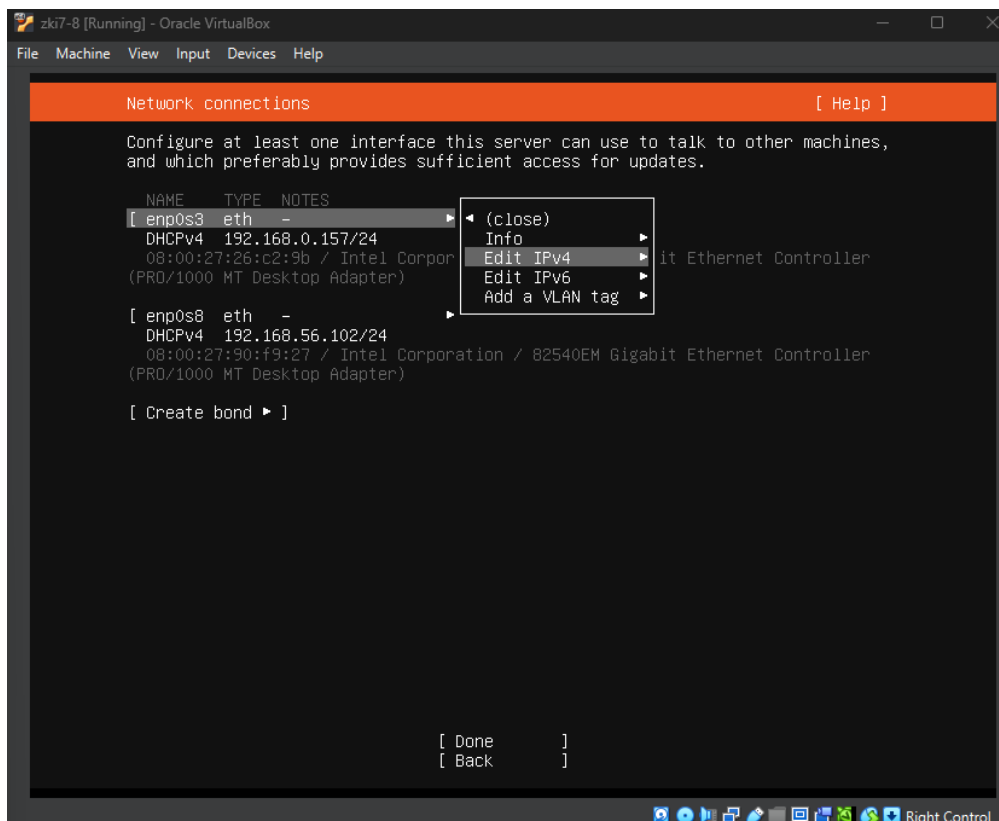 zki7-8 [Running] - Oracle VirtualBox
File Machine View Input Devices Help
Network connections [ Help ]
Configure at least one interface this server can use to talk to other machines,
and which preferably provides sufficient access for updates.
NAME TYPE NOTES
[ enp0s3 eth - ▸ ◂ (close)
DHCPv4 192.168.0.157/24 Info ▸
08:00:27:26:c2:9b / Intel Corpor Edit IPv4 ▸ it Ethernet Controller
(PRO/1000 MT Desktop Adapter) Edit IPv6 ▸
Add a VLAN tag ▸
[ enp0s8 eth - ▸
DHCPv4 192.168.56.102/24
08:00:27:90:f9:27 / Intel Corporation / 82540EM Gigabit Ethernet Controller
(PRO/1000 MT Desktop Adapter)
[ Create bond ▸ ]
[ Done ]
[ Back ]
Right Control